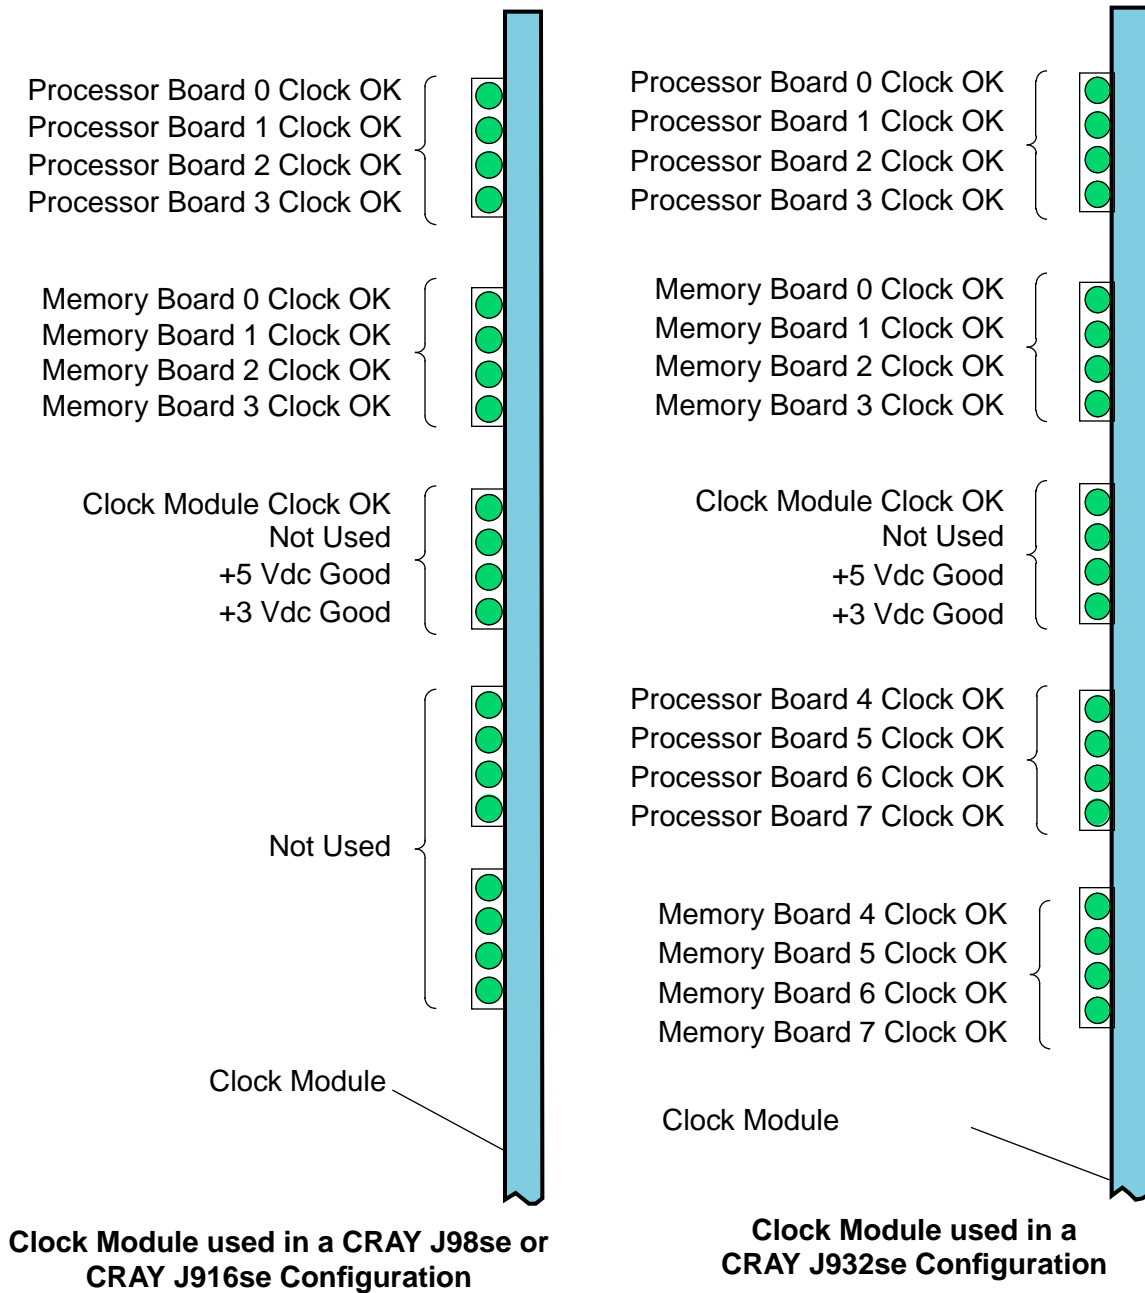 Processor Board 0 Clock OK
Processor Board 1 Clock OK
Processor Board 2 Clock OK
Processor Board 3 Clock OK
Memory Board 0 Clock OK
Memory Board 1 Clock OK
Memory Board 2 Clock OK
Memory Board 3 Clock OK
Clock Module Clock OK
Not Used
+5 Vdc Good
+3 Vdc Good
Not Used
Clock Module
Clock Module used in a CRAY J98se or
CRAY J916se Configuration
Processor Board 0 Clock OK
Processor Board 1 Clock OK
Processor Board 2 Clock OK
Processor Board 3 Clock OK
Memory Board 0 Clock OK
Memory Board 1 Clock OK
Memory Board 2 Clock OK
Memory Board 3 Clock OK
Clock Module Clock OK
Not Used
+5 Vdc Good
+3 Vdc Good
Processor Board 4 Clock OK
Processor Board 5 Clock OK
Processor Board 6 Clock OK
Processor Board 7 Clock OK
Memory Board 4 Clock OK
Memory Board 5 Clock OK
Memory Board 6 Clock OK
Memory Board 7 Clock OK
Clock Module
Clock Module used in a
CRAY J932se Configuration